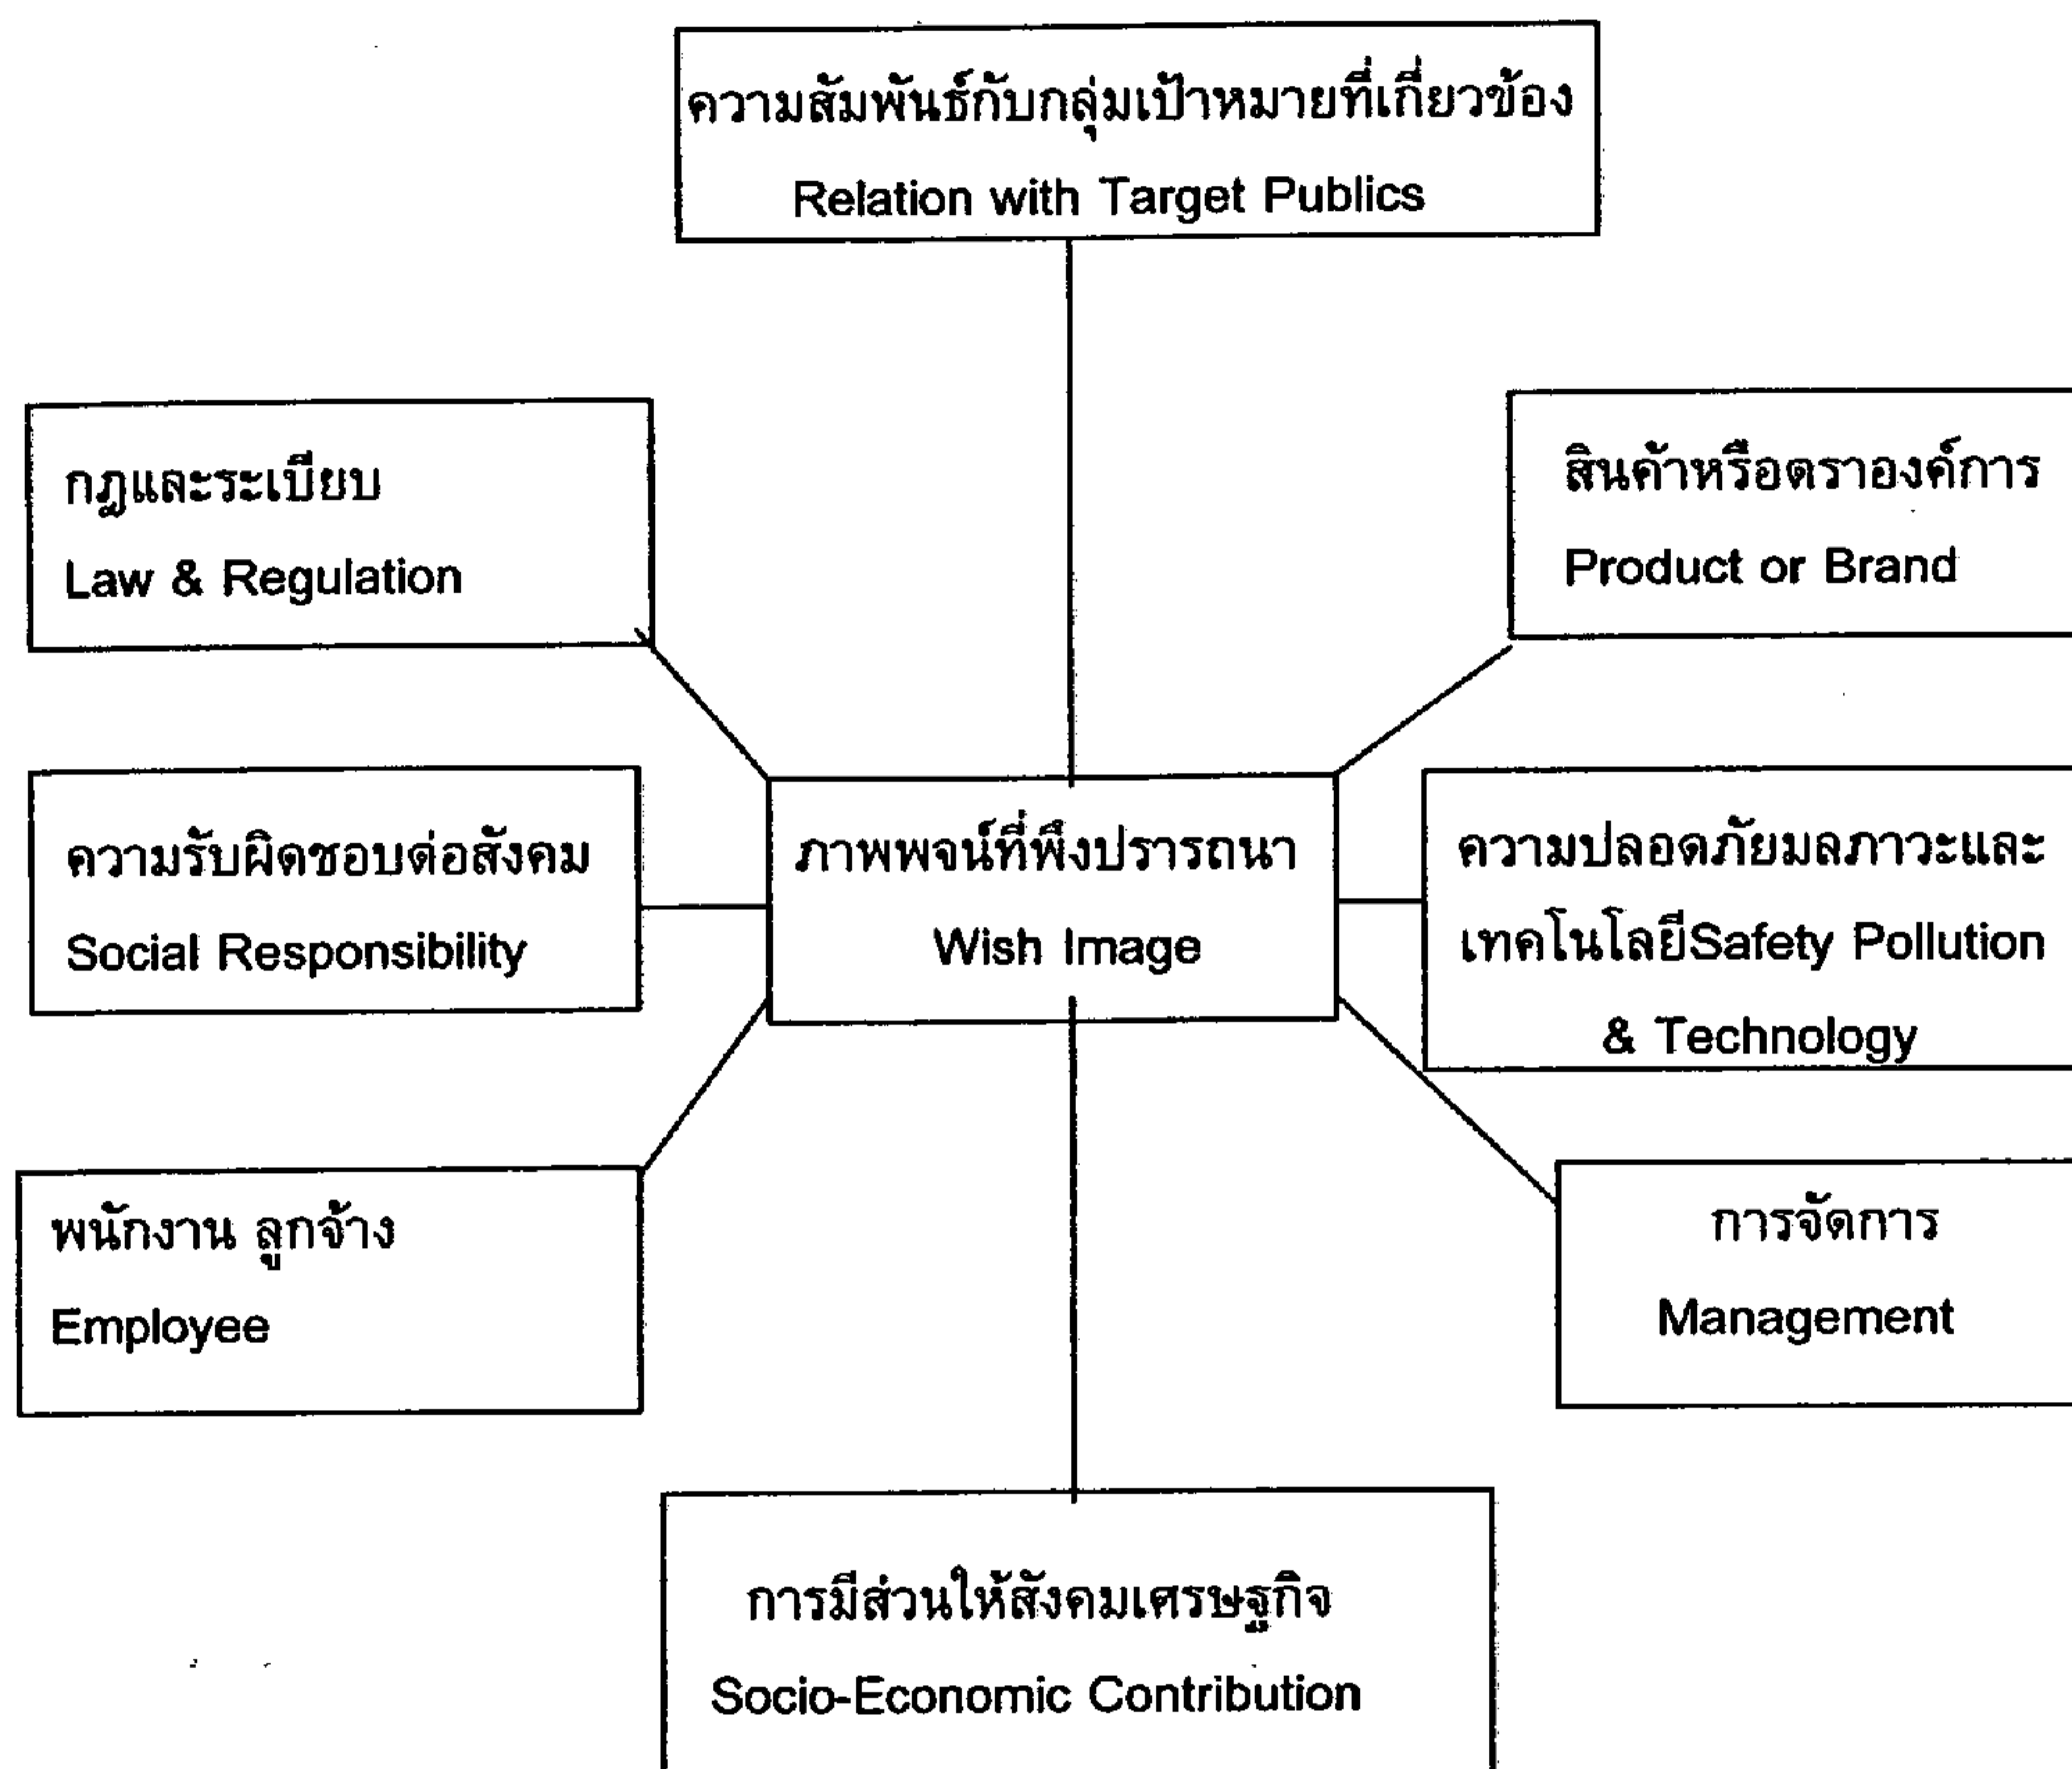 ความสัมพันธ์กับกลุ่มเป้าหมายที่เกี่ยวข้อง
Relation with Target Publics
กฎและระเบียบ
Law & Regulation
สินค้าหรือตราองค์การ
Product or Brand
ความรับผิดชอบต่อสังคม
Social Responsibility
ภาพพจน์ที่พึงปรารถนา
Wish Image
ความปลอดภัยมลภาวะและ
เทคโนโลยีSafety Pollution
& Technology
พนักงาน ลูกจ้าง
Employee
การจัดการ
Management
การมีส่วนให้สังคมเศรษฐกิจ
Socio-Economic Contribution